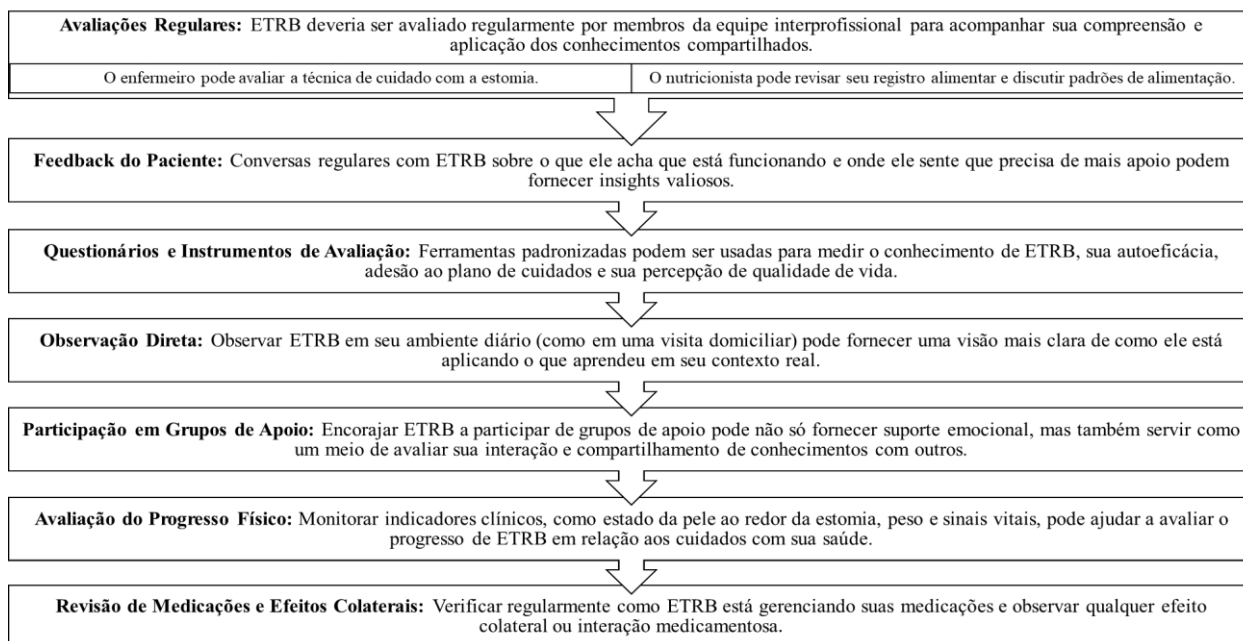 Avaliações Regulares: ETRB deveria ser avaliado regularmente por membros da equipe interprofissional para acompanhar sua compreensão e
aplicação dos conhecimentos compartilhados.
O enfermeiro pode avaliar a técnica de cuidado com a estomia.
O nutricionista pode revisar seu registro alimentar e discutir padrões de alimentação.
Feedback do Paciente: Conversas regulares com ETRB sobre o que ele acha que está funcionando e onde ele sente que precisa de mais apoio podem
fornecer insights valiosos.
Questionários e Instrumentos de Avaliação: Ferramentas padronizadas podem ser usadas para medir o conhecimento de ETRB, sua autoeficácia,
adesão ao plano de cuidados e sua percepção de qualidade de vida.
Observação Direta: Observar ETRB em seu ambiente diário (como em uma visita domiciliar) pode fornecer uma visão mais clara de como ele está
aplicando o que aprendeu em seu contexto real.
Participação em Grupos de Apoio: Encorajar ETRB a participar de grupos de apoio pode não só fornecer suporte emocional, mas também servir como
um meio de avaliar sua interação e compartilhamento de conhecimentos com outros.
Avaliação do Progresso Físico: Monitorar indicadores clínicos, como estado da pele ao redor da estomia, peso e sinais vitais, pode ajudar a avaliar o
progresso de ETRB em relação aos cuidados com sua saúde.
Revisão de Medicações e Efeitos Colaterais: Verificar regularmente como ETRB está gerenciando suas medicações e observar qualquer efeito
colateral ou interação medicamentosa.